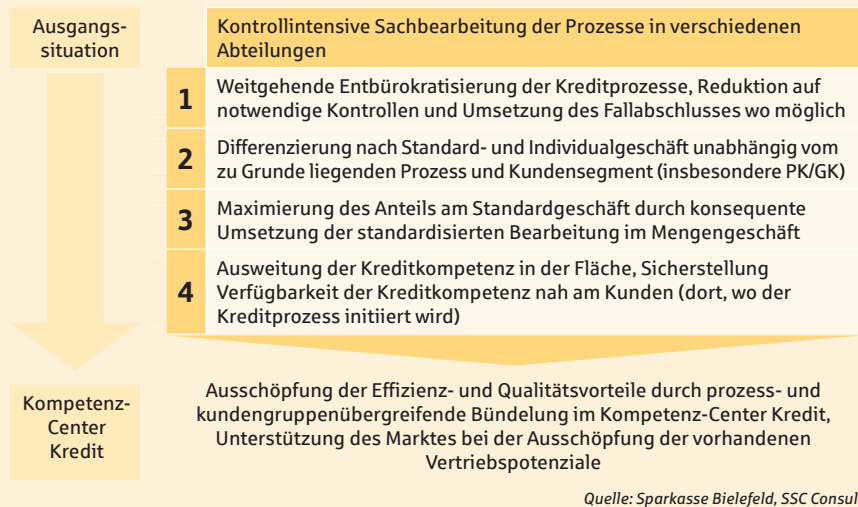 Ausgangs-
situation
Kontrollintensive Sachbearbeitung der Prozesse in verschiedenen
Abteilungen
1
Weitgehende Entbürokratisierung der Kreditprozesse, Reduktion auf
notwendige Kontrollen und Umsetzung des Fallabschlusses wo möglich
2
Differenzierung nach Standard- und Individualgeschäft unabhängig vom
zu Grunde liegenden Prozess und Kundensegment (insbesondere PK/GK)
3
Maximierung des Anteils am Standardgeschäft durch konsequente
Umsetzung der standardisierten Bearbeitung im Mengengeschäft
4
Ausweitung der Kreditkompetenz in der Fläche, Sicherstellung
Verfügbarkeit der Kreditkompetenz nah am Kunden (dort, wo der
Kreditprozess initiiert wird)
Kompetenz-
Center
Kredit
Ausschöpfung der Effizienz- und Qualitätsvorteile durch prozess- und
kundengruppenübergreifende Bündelung im Kompetenz-Center Kredit,
Unterstützung des Marktes bei der Ausschöpfung der vorhandenen
Vertriebspotenziale
Quelle: Sparkasse Bielefeld, SSC Consul